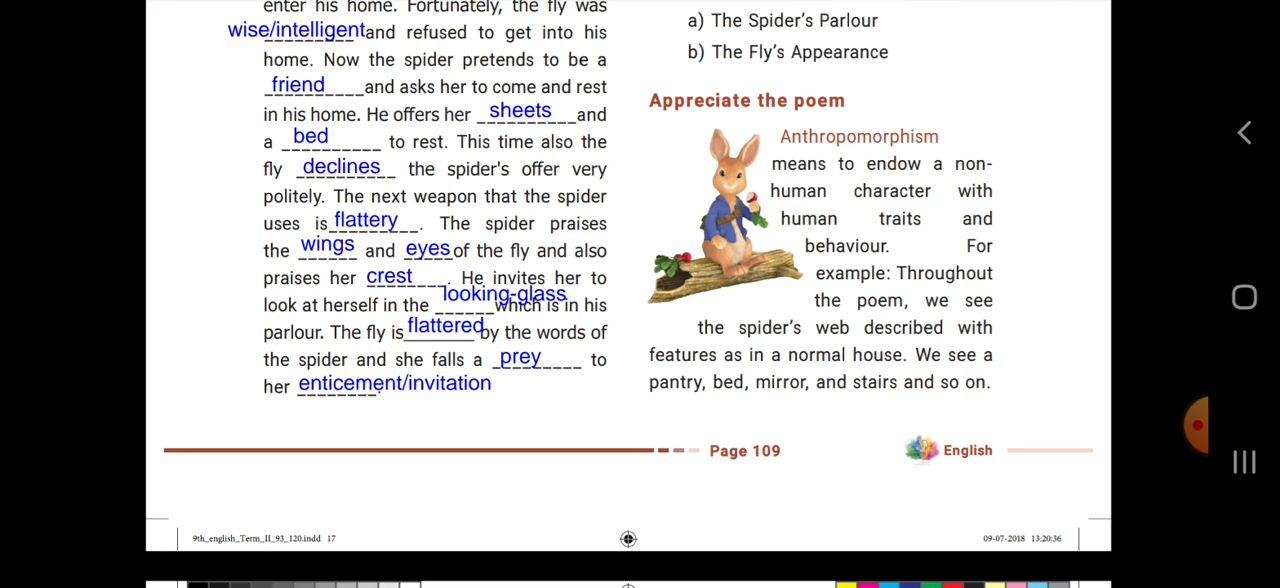 enter his home. Fortunately, the fly was
wise/intelligent and refused to get into his
home. Now the spider pretends to be a
friend and asks her to come and rest
in his home. He offers her sheets and
a bed to rest. This time also the
fly declines the spider's offer very
politely. The next weapon that the spider
uses is flattery. The spider praises
the wings and eyes of the fly and also
praises her crest. He invites her to
look at herself in the looking-glass which is in his
parlour. The fly is flattered by the words of
the spider and she falls a prey to
her enticement/invitation.
a) The Spider's Parlour
b) The Fly's Appearance
Appreciate the poem
Anthropomorphism
means to endow a non-
human character with
human traits and
behaviour. For
example: Throughout
the poem, we see
the spider's web described with
features as in a normal house. We see a
pantry, bed, mirror, and stairs and so on.
Page 109
English
9th_english_Term_II_93_120.indd 17
09-07-2018 13:20:36